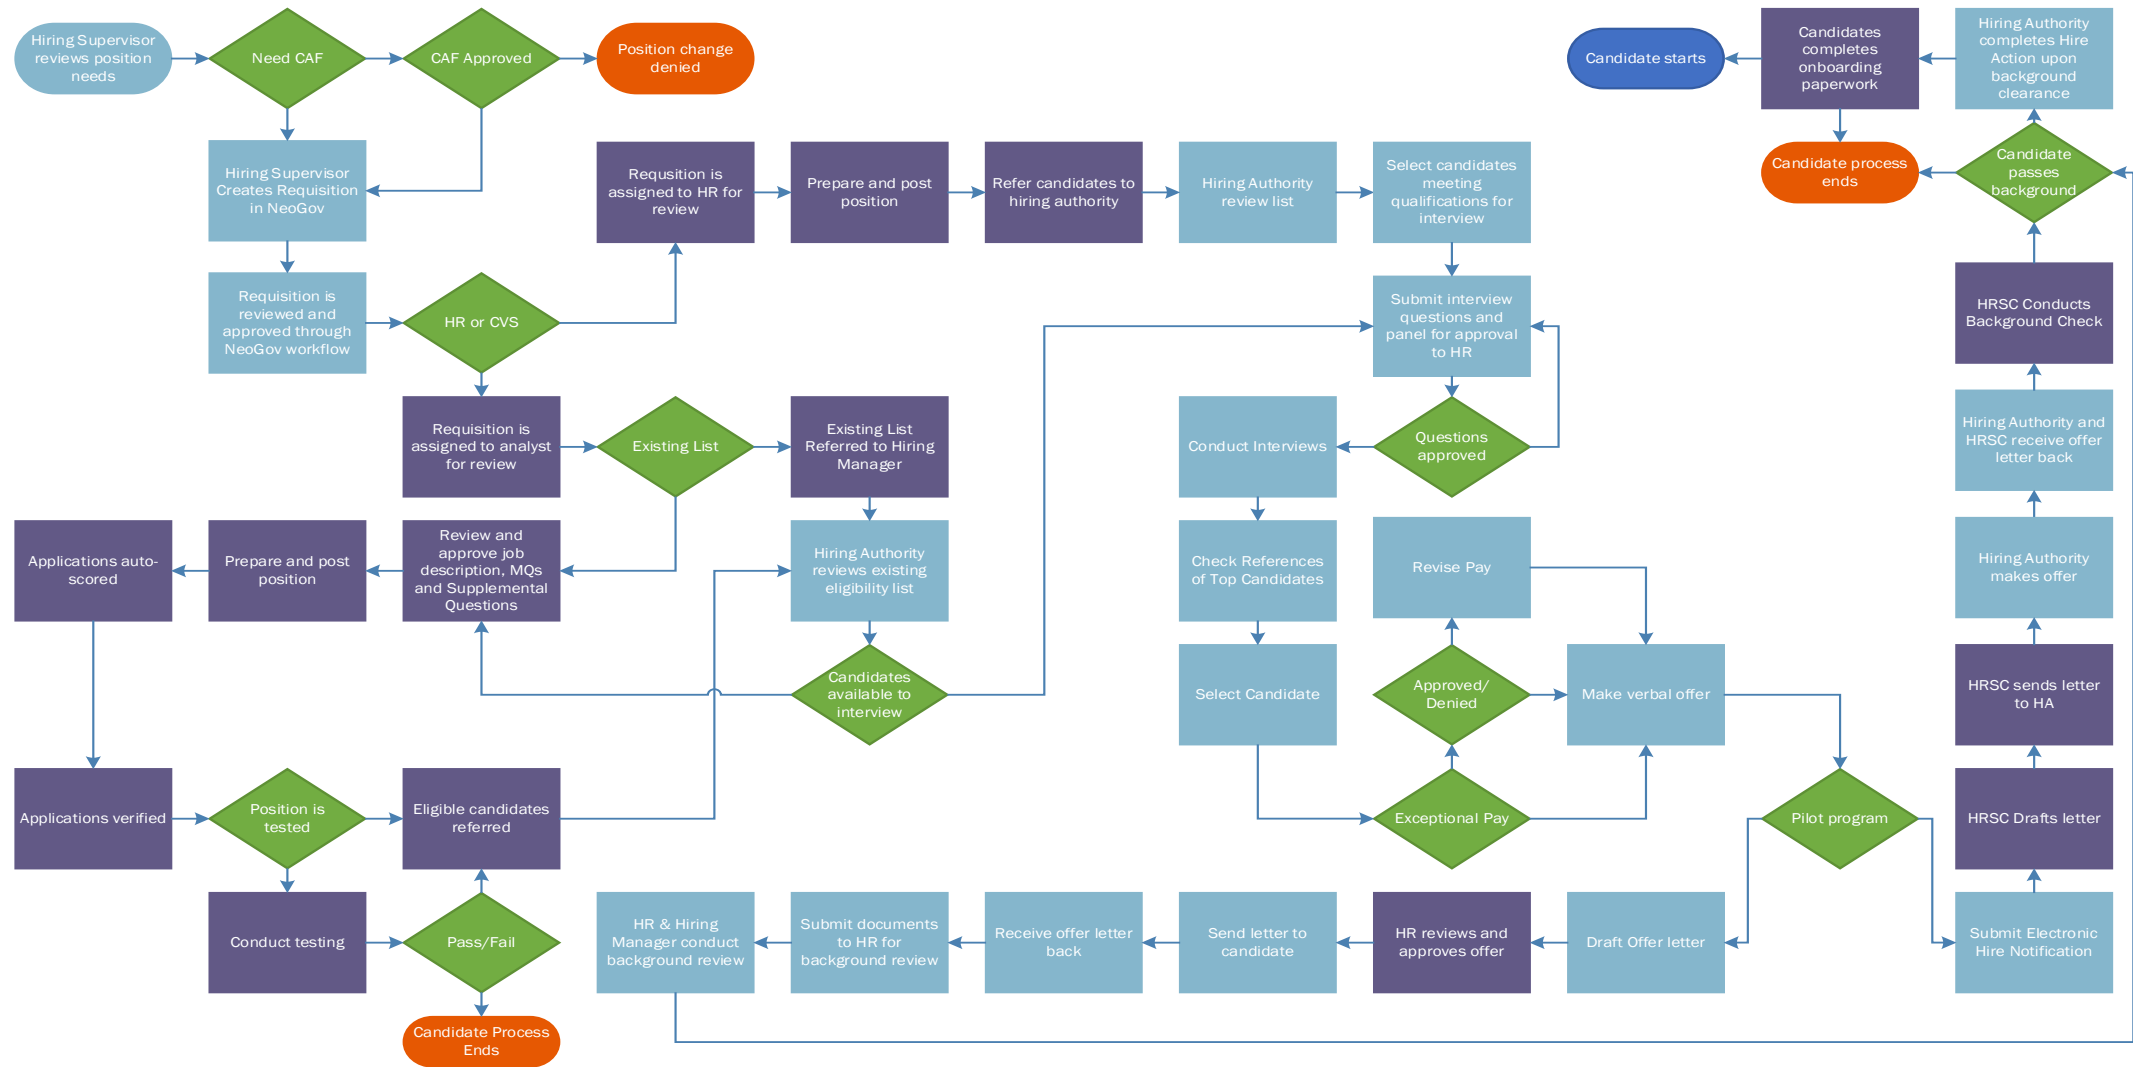 Hiring Supervisor
reviews position
needs
Need CAF
CAF Approved
Position change
denied
Candidate starts
Candidates
completes
onboarding
paperwork
Hiring Authority
completes Hire
Action upon
background
clearance
Hiring Supervisor
Creates Requisition
in NeoGov
Requsition is
assigned to HR for
review
Prepare and post
position
Refer candidates to
hiring authority
Hiring Authority
review list
Select candidates
meeting
qualifications for
interview
Candidate process
ends
Candidate
passes
background
Requisition is
reviewed and
approved through
NeoGov workflow
HR or CVS
Submit interview
questions and
panel for approval
to HR
HRSC Conducts
Background Check
Requisition is
assigned to analyst
for review
Existing List
Existing List
Referred to Hiring
Manager
Conduct Interviews
Questions
approved
Hiring Authority and
HRSC receive offer
letter back
Applications auto-
scored
Prepare and post
position
Review and
approve job
description, MQs
and Supplemental
Questions
Hiring Authority
reviews existing
eligibility list
Check References
of Top Candidates
Revise Pay
Hiring Authority
makes offer
Candidates
available to
interview
Select Candidate
Approved/
Denied
Make verbal offer
HRSC sends letter
to HA
Applications verified
Position is
tested
Eligible candidates
referred
Exceptional Pay
Pilot program
HRSC Drafts letter
Conduct testing
Pass/Fail
HR & Hiring
Manager conduct
background review
Submit documents
to HR for
background review
Receive offer letter
back
Send letter to
candidate
HR reviews and
approves offer
Draft Offer letter
Submit Electronic
Hire Notification
Candidate Process
Ends